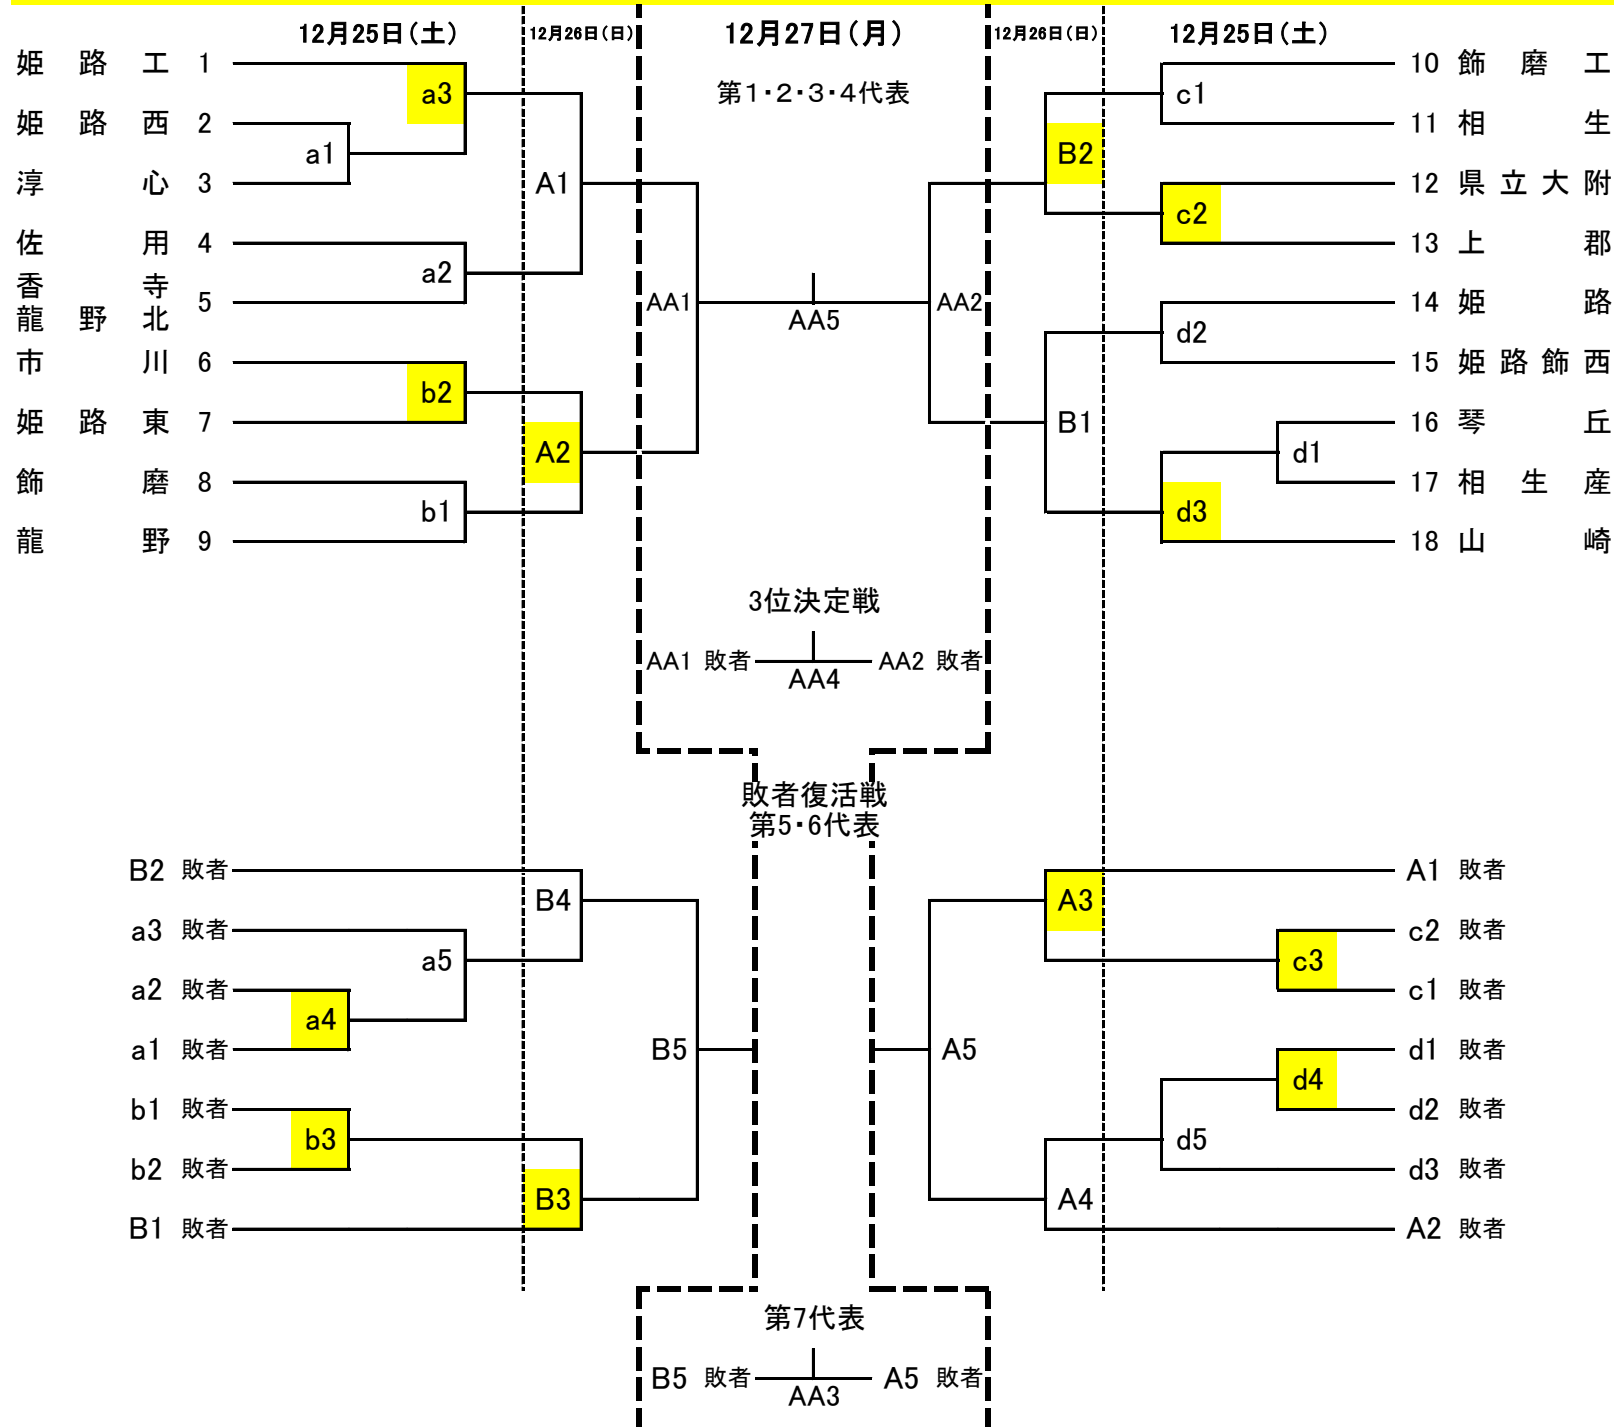 12月25日(土) 12月26日(日) 12月27日(月) 12月26日(日) 12月25日(土)
姫路工 1 10 飾磨工
a3 第1・2・3・4代表 c1
姫路西 2 11 相生
a1 B2
淳心 3 A1 12 県立大附
c2
佐用 4 13 上郡
a2
香寺
龍野北 5 AA1 AA5 AA2 14 姫路
d2
市川 6 15 姫路飾西
b2
姫路東 7 B1 16 琴丘
A2 d1
飾磨 8 17 相生産
b1 d3
龍野 9 18 山崎
3位決定戦
AA1 敗者 AA4 AA2 敗者
敗者復活戦
第5・6代表
B2 敗者 A1 敗者
B4 A3
a3 敗者 c2 敗者
a5 c3
a2 敗者 c1 敗者
a4
a1 敗者 B5 A5 d1 敗者
d4
b1 敗者 d2 敗者
b3 d5
b2 敗者 d3 敗者
B3 A4
B1 敗者 A2 敗者
第7代表
B5 敗者 AA3 A5 敗者